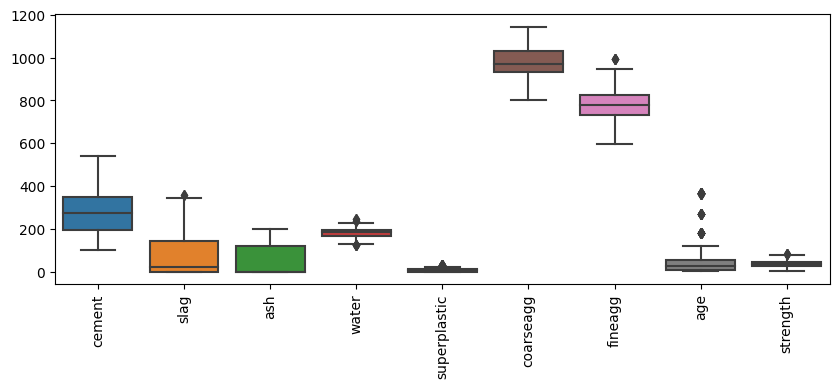 1200
1000
800
600
400
200
0
cement
slag
ash
water
superplastic
coarseagg
fineagg
age
strength